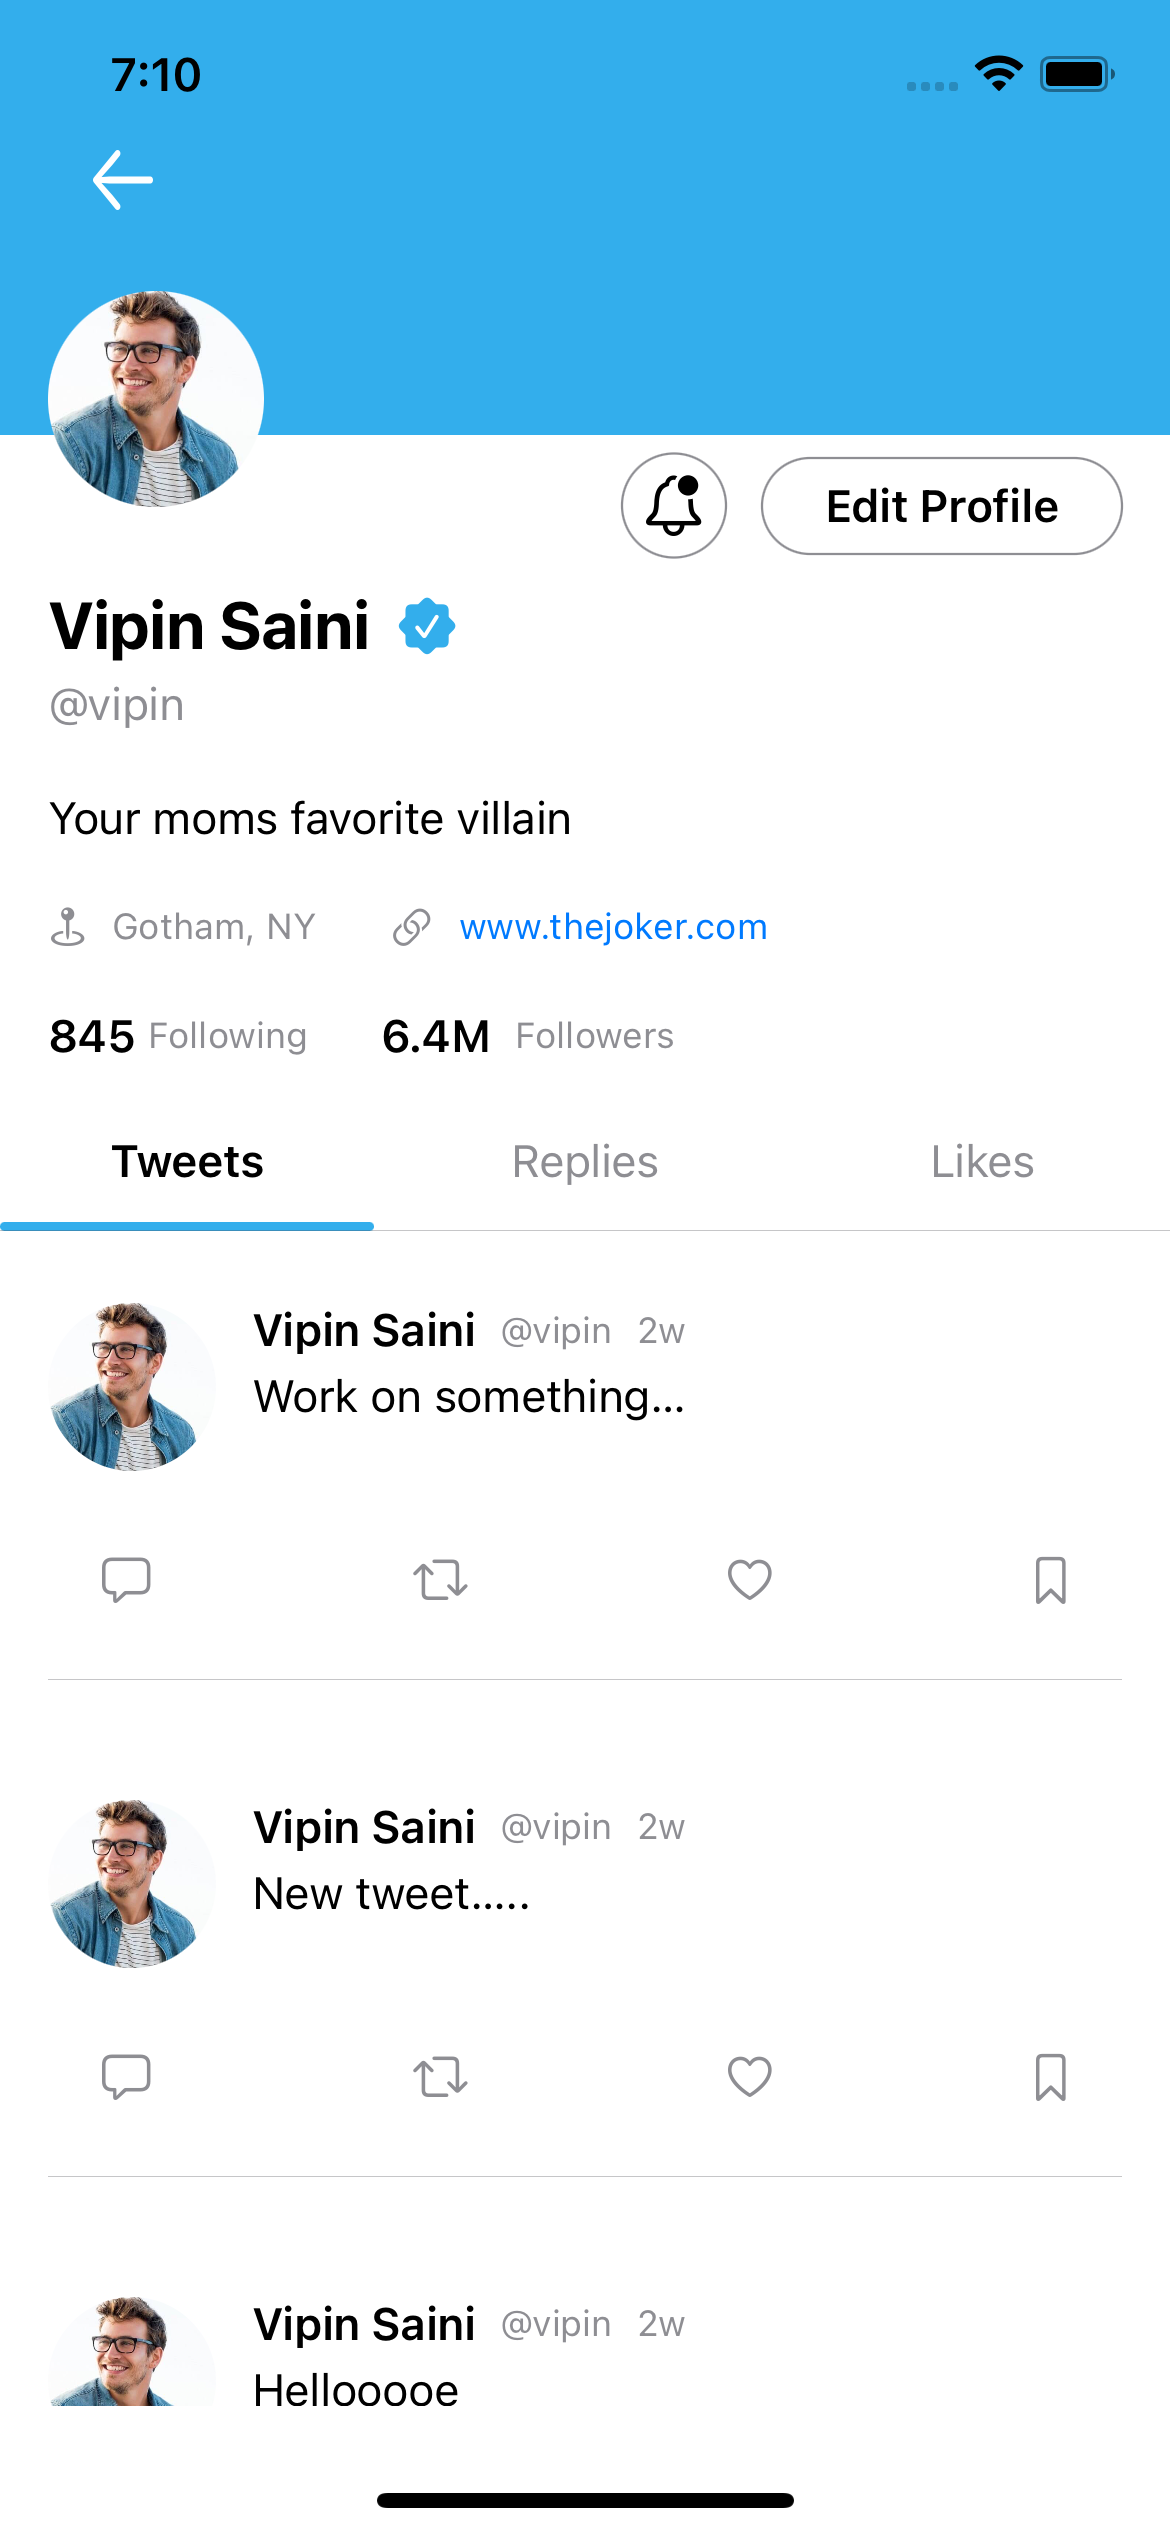 7:10
Edit Profile
Vipin Saini
@vipin
Your moms favorite villain
Gotham, NY www.thejoker.com
845 Following 6.4M Followers
Tweets Replies Likes
Vipin Saini @vipin 2w
Work on something...
Vipin Saini @vipin 2w
New tweet.....
Vipin Saini @vipin 2w
Hellooooe